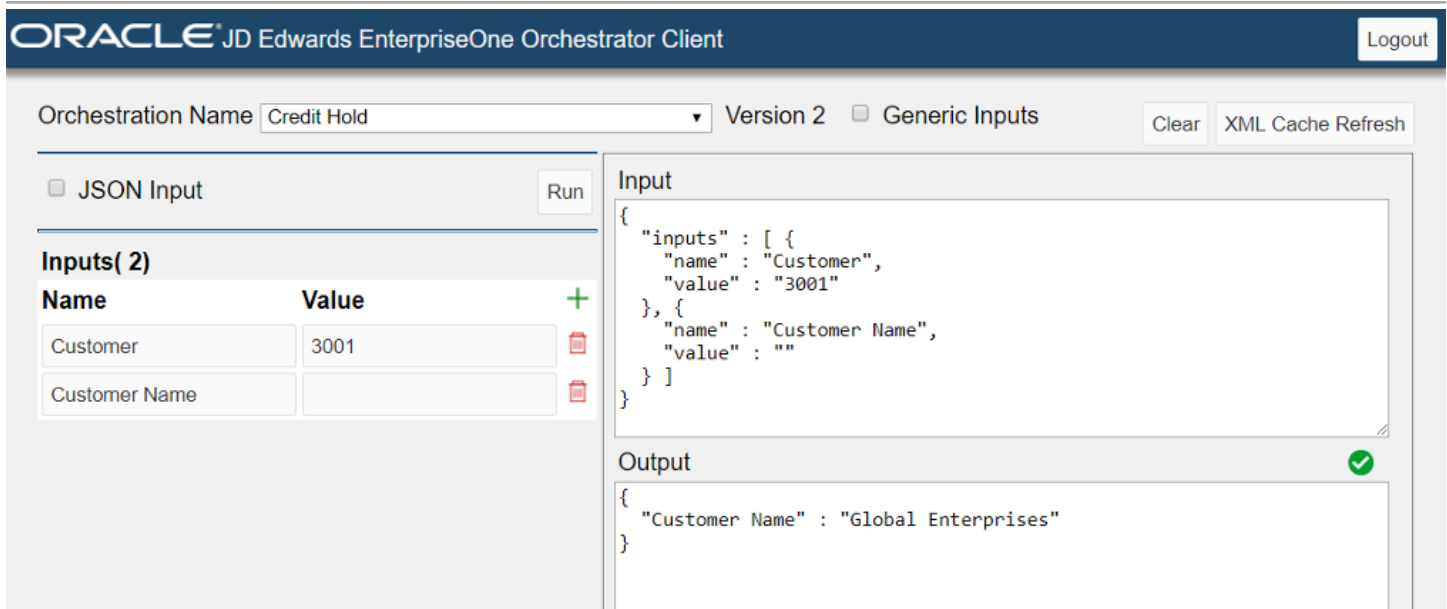 ORACLE JD Edwards EnterpriseOne Orchestrator Client
Logout
Orchestration Name Credit Hold Version 2 Generic Inputs Clear XML Cache Refresh
JSON Input Run
Inputs( 2)
Name Value
Customer 3001
Customer Name
Input
{
"inputs" : [ {
"name" : "Customer",
"value" : "3001"
}, {
"name" : "Customer Name",
"value" : ""
} ]
}
Output
{
"Customer Name" : "Global Enterprises"
}